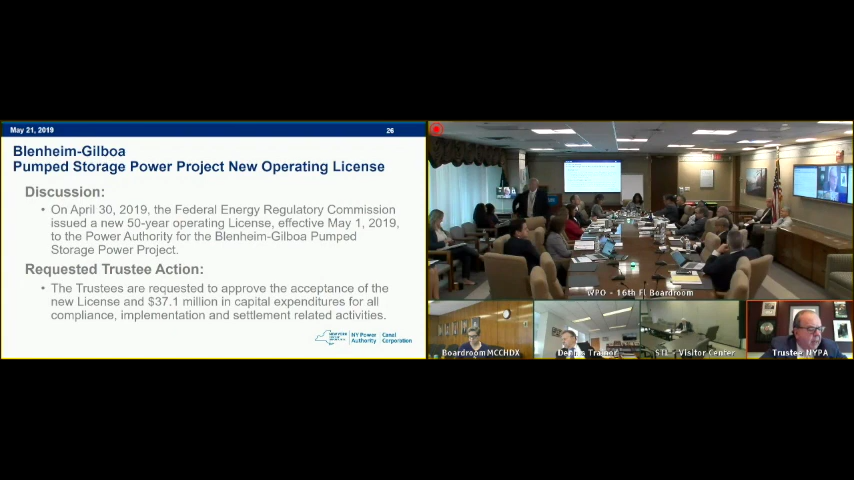 May 21, 2019
26
Blenheim-Gilboa
Pumped Storage Power Project New Operating License
Discussion:
• On April 30, 2019, the Federal Energy Regulatory Commission
issued a new 50-year operating License, effective May 1, 2019,
to the Power Authority for the Blenheim-Gilboa Pumped
Storage Power Project.
Requested Trustee Action:
• The Trustees are requested to approve the acceptance of the
new License and $37.1 million in capital expenditures for all
compliance, implementation and settlement related activities.
NY Power
Authority
Canal
Corporation
WPO - 16th Fl Boardroom
Boardroom MCCHDX
Dennis Trainor
STL - Visitor Center
Trustee NYPA